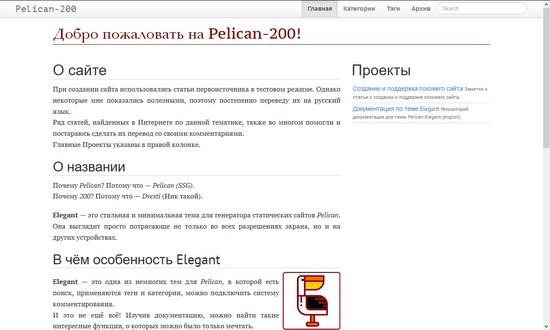 Pelican-200
Главная Категории Тэги Архив Search
Добро пожаловать на Pelican-200!
О сайте
При создании сайта использовались статьи первоисточника в тестовом режиме. Однако
некоторые мне показались полезными, поэтому постепенно переведу их на русский
язык.
Ряд статей, найденных в Интернете по данной тематике, также во многом помогли и
постараюсь сделать их перевод со своими комментариями.
Главные Проекты указаны в правой колонке.
О названии
Почему Pelican? Потому что — Pelican (SSG).
Почему 200? Потому что — Dvesti (Ник такой).
Elegant — это стильная и минимальная тема для генератора статических сайтов Pelican.
Она выглядит просто потрясающе не только во всех разрешениях экрана, но и на
других устройствах.
В чём особенность Elegant
Elegant — это одна из немногих тем для Pelican, в которой есть
поиск, применяются теги и категории, можно подключить систему
комментирования.
И это не ещё всё! Изучив документацию, можно найти такие
интересные функции, о которых можно было только мечтать.
Проекты
Создание и поддержка похожего сайта Заметки и
статьи о создании и поддержке похожего сайта.
Документация по теме Elegant Репозиторий
документации для темы Pelican-Elegant (english).